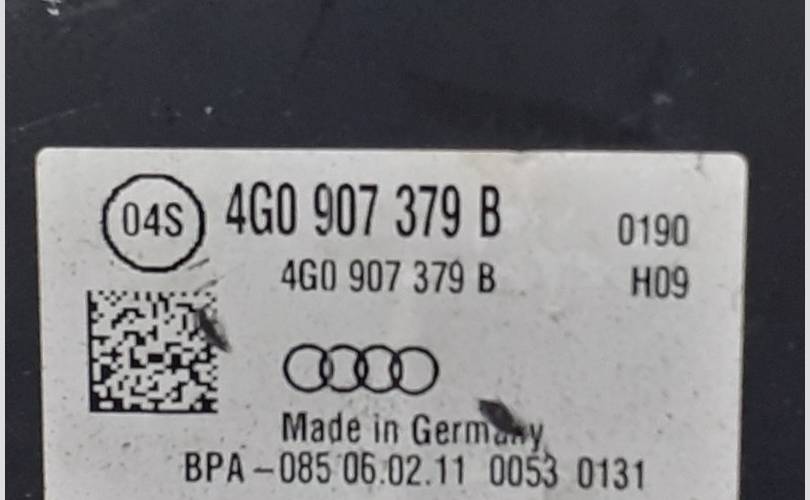 04S 4G0 907 379 B 0190
4G0 907 379 B H09
Made in Germany
BPA-085 06.02.11 0053 0131